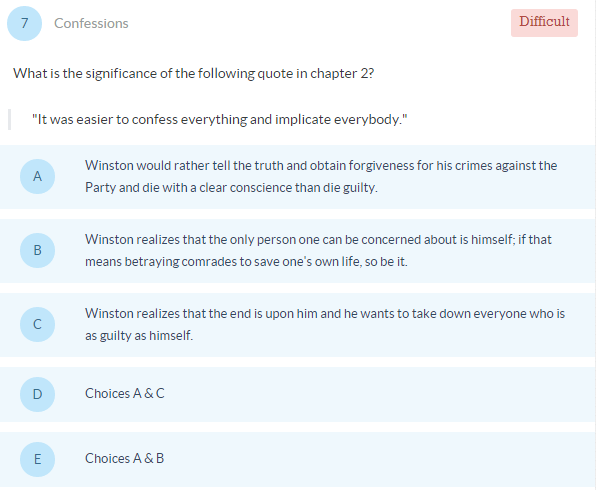 7 Confessions Difficult
What is the significance of the following quote in chapter 2?
"It was easier to confess everything and implicate everybody."
A Winston would rather tell the truth and obtain forgiveness for his crimes against the
Party and die with a clear conscience than die guilty.
B Winston realizes that the only person one can be concerned about is himself; if that
means betraying comrades to save one's own life, so be it.
C Winston realizes that the end is upon him and he wants to take down everyone who is
as guilty as himself.
D Choices A & C
E Choices A & B